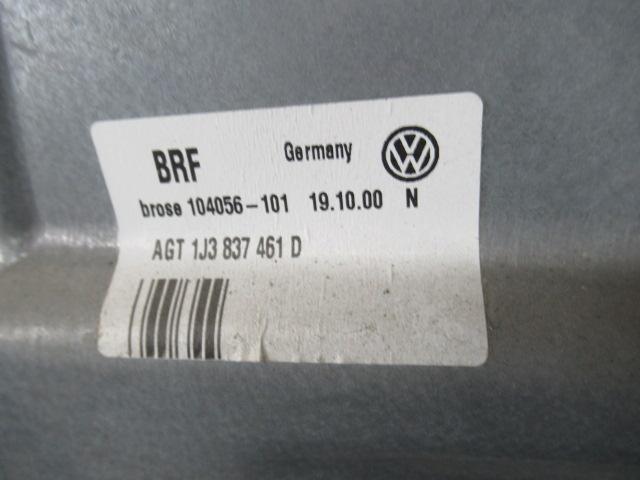 BRF Germany
brose 104056-101 19.10.00 N
AGT 1J3 837 461 D